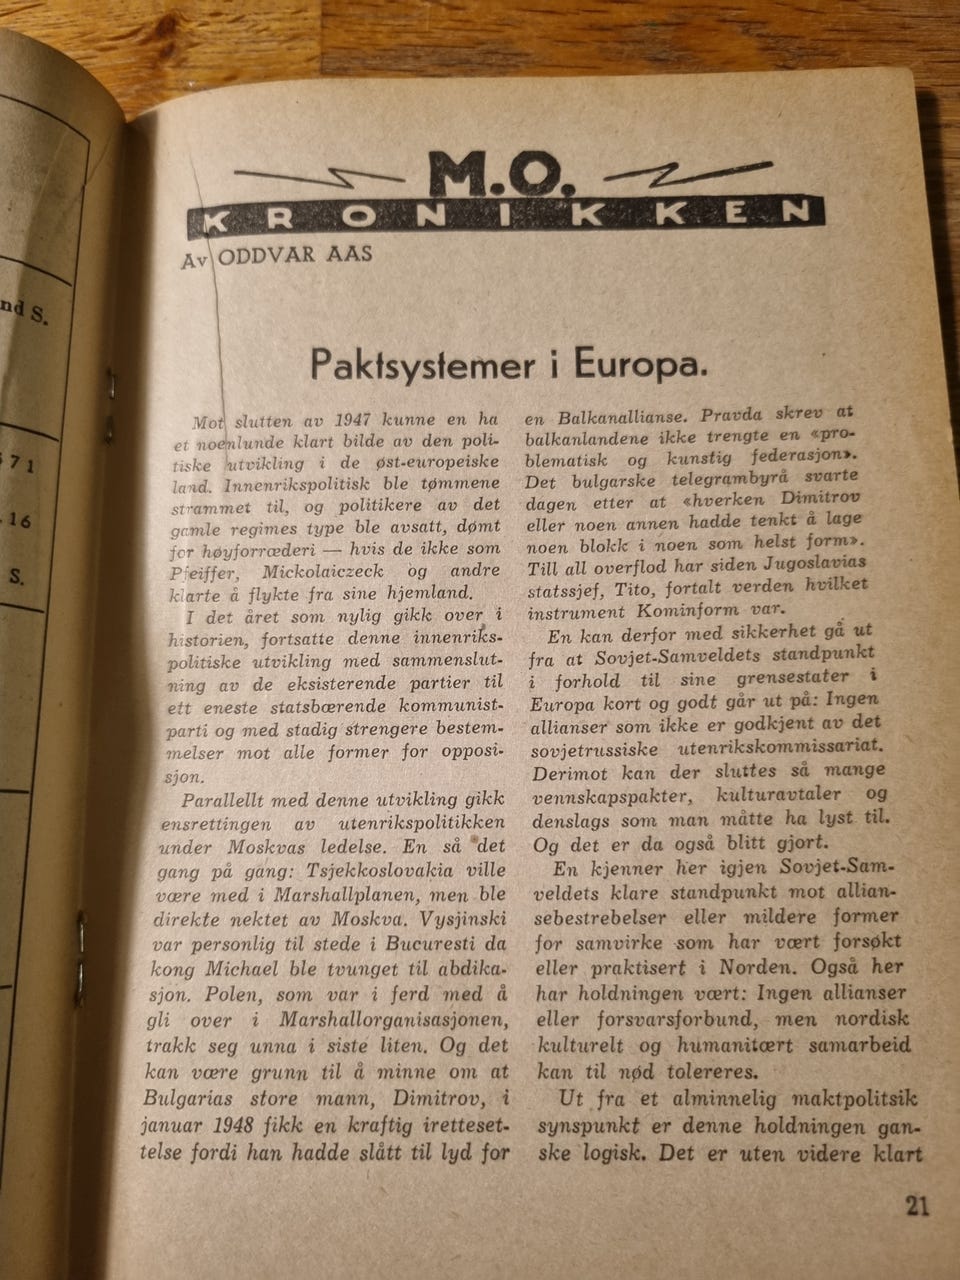 nd S.
71
16
S.
M.O.
KRONIKKEN
Av ODDVAR AAS
Paktsystemer i Europa.
Mot slutten av 1947 kunne en ha
et noenlunde klart bilde av den poli-
tiske utvikling i de øst-europeiske
land. Innenrikspolitisk ble tømmene
strammet til, og politikere av det
gamle regimes type ble avsatt, dømt
for høyforræderi — hvis de ikke som
Pfeiffer, Mickolaiczeck og andre
klarte å flykte fra sine hjemland.
I det året som nylig gikk over i
historien, fortsatte denne innenriks-
politiske utvikling med sammenslut-
ning av de eksisterende partier til
ett eneste statsbærende kommunist-
parti og med stadig strengere bestem-
melser mot alle former for opposi-
sjon.
Parallellt med denne utvikling gikk
ensrettingen av utenrikspolitikken
under Moskvas ledelse. En så det
gang på gang: Tsjekkoslovakia ville
være med i Marshallplanen, men ble
direkte nektet av Moskva. Vysjinski
var personlig til stede i Bucuresti da
kong Michael ble tvunget til abdika-
sjon. Polen, som var i ferd med å
gli over i Marshallorganisasjonen,
trakk seg unna i siste liten. Og det
kan være grunn til å minne om at
Bulgarias store mann, Dimitrov, i
januar 1948 fikk en kraftig iretteset-
telse fordi han hadde slått til lyd for
en Balkanallianse. Pravda skrev at
balkanlandene ikke trengte en «pro-
blematisk og kunstig federasjon».
Det bulgarske telegrambyrå svarte
dagen etter at «hverken Dimitrov
eller noen annen hadde tenkt å lage
noen blokk i noen som helst form».
Till all overflod har siden Jugoslavias
statssjef, Tito, fortalt verden hvilket
instrument Kominform var.
En kan derfor med sikkerhet gå ut
fra at Sovjet-Samveldets standpunkt
i forhold til sine grensestater i
Europa kort og godt går ut på: Ingen
allianser som ikke er godkjent av det
sovjetrussiske utenrikskommissariat.
Derimot kan der sluttes så mange
vennskapspakter, kulturavtaler og
denslags som man måtte ha lyst til.
Og det er da også blitt gjort.
En kjenner her igjen Sovjet-Sam-
veldets klare standpunkt mot allian-
sebestrebelser eller mildere former
for samvirke som har vært forsøkt
eller praktisert i Norden. Også her
har holdningen vært: Ingen allianser
eller forsvarsforbund, men nordisk
kulturelt og humanitært samarbeid
kan til nød tolereres.
Ut fra et alminnelig maktpolitsik
synspunkt er denne holdningen gan-
ske logisk. Det er uten videre klart
21